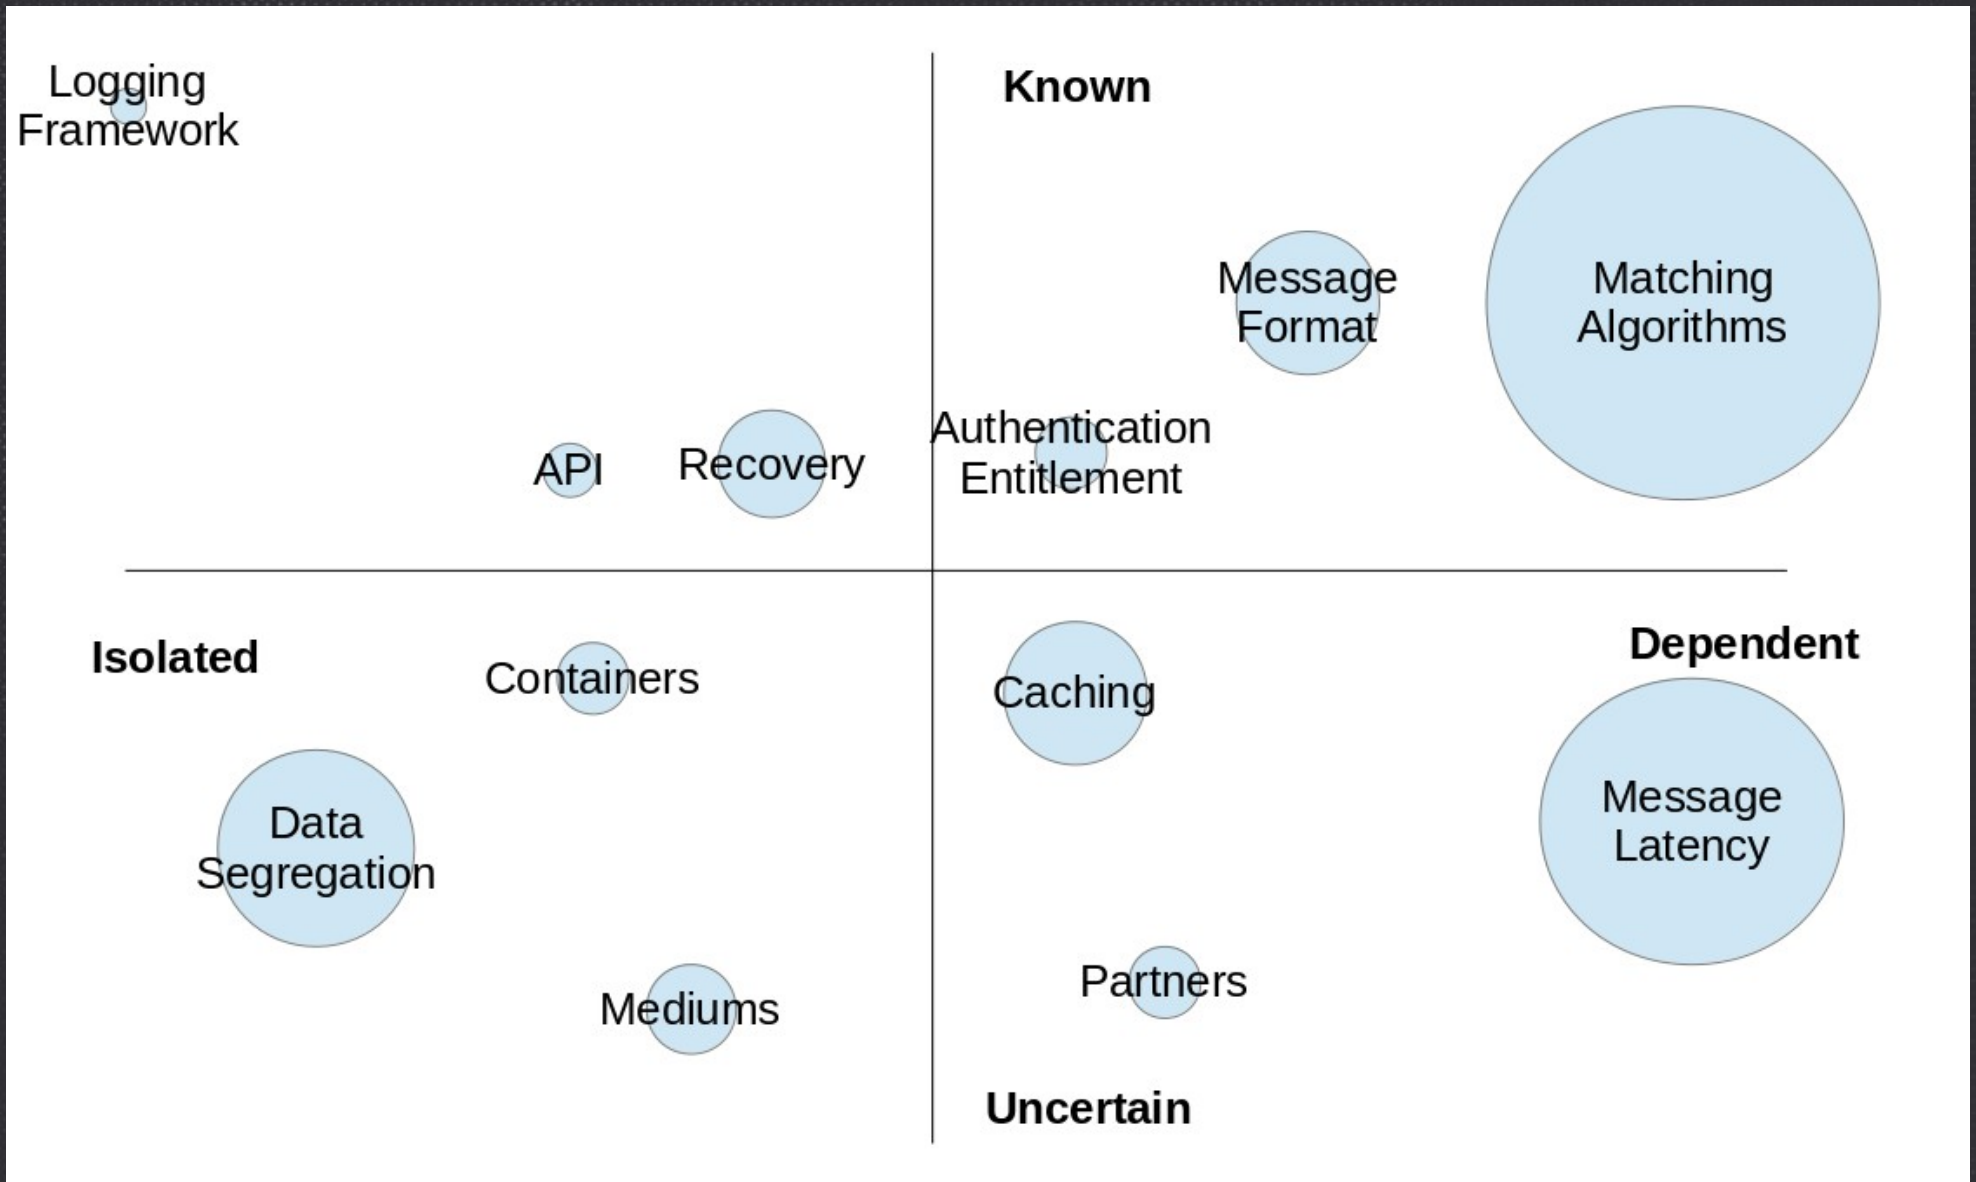 Logging
Framework
Known
Message
Format
Matching
Algorithms
API
Recovery
Authentication
Entitlement
Isolated
Dependent
Containers
Caching
Data
Segregation
Message
Latency
Mediums
Partners
Uncertain